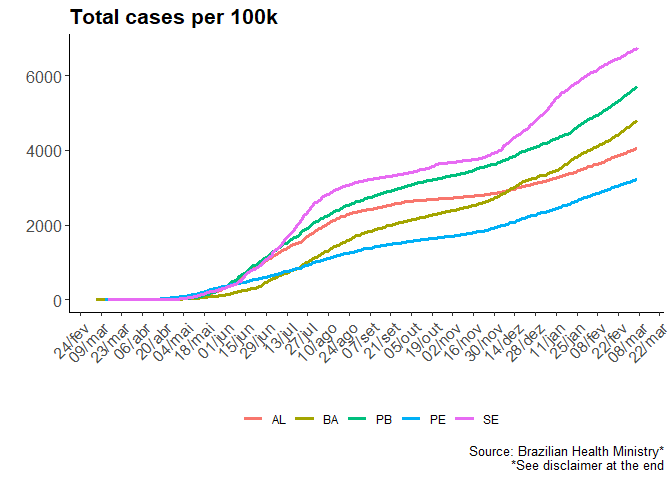 Total cases per 100k
6000
4000
2000
0
24/fev
09/mar
23/mar
06/abr
20/abr
04/mai
18/mai
01/jun
15/jun
29/jun
13/jul
27/jul
10/ago
24/ago
07/set
21/set
05/out
19/out
02/nov
16/nov
30/nov
14/dez
28/dez
11/jan
25/jan
08/fev
22/fev
08/mar
22/mar
AL BA PB PE SE
Source: Brazilian Health Ministry*
*See disclaimer at the end